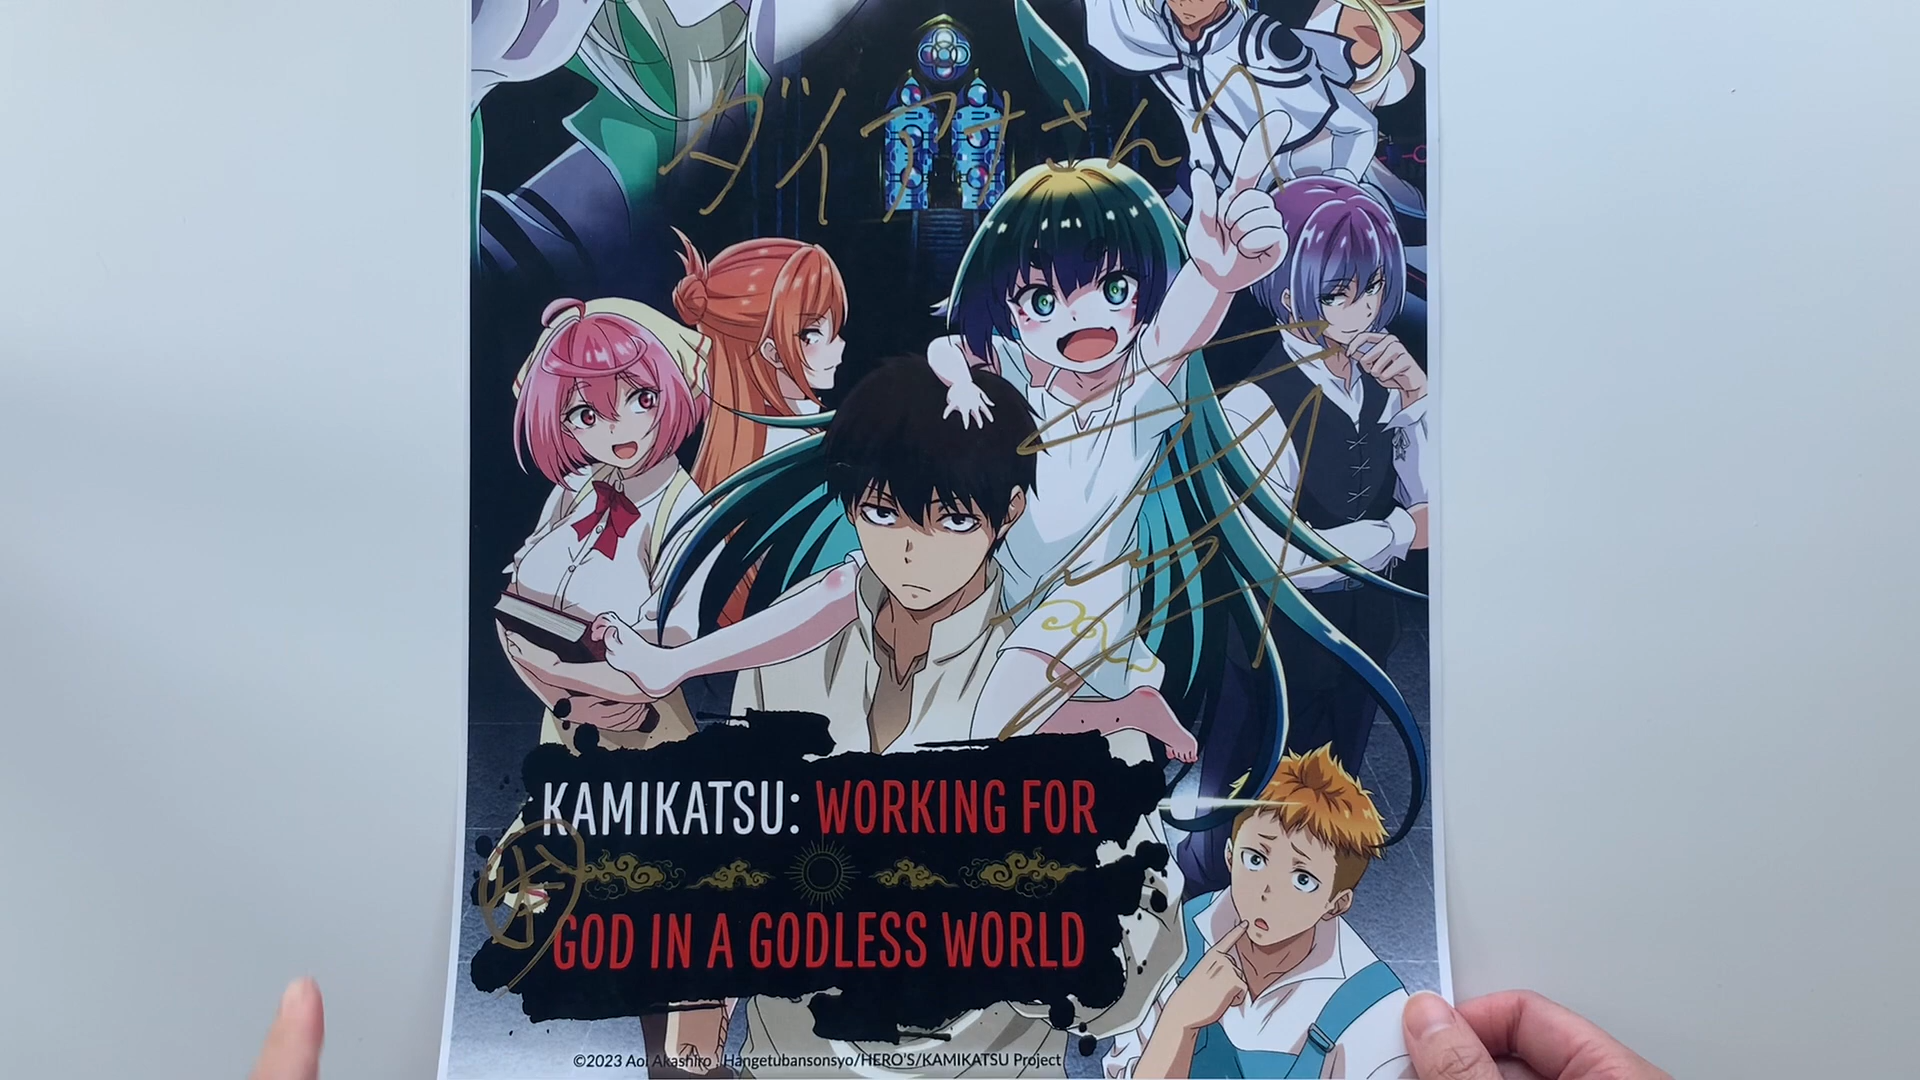 ダイアナさんへ
KAMIKATSU: WORKING FOR
GOD IN A GODLESS WORLD
©2023 Aoi Akashiro , Hangetubansonsyo/HERO'S/KAMIKATSU Project